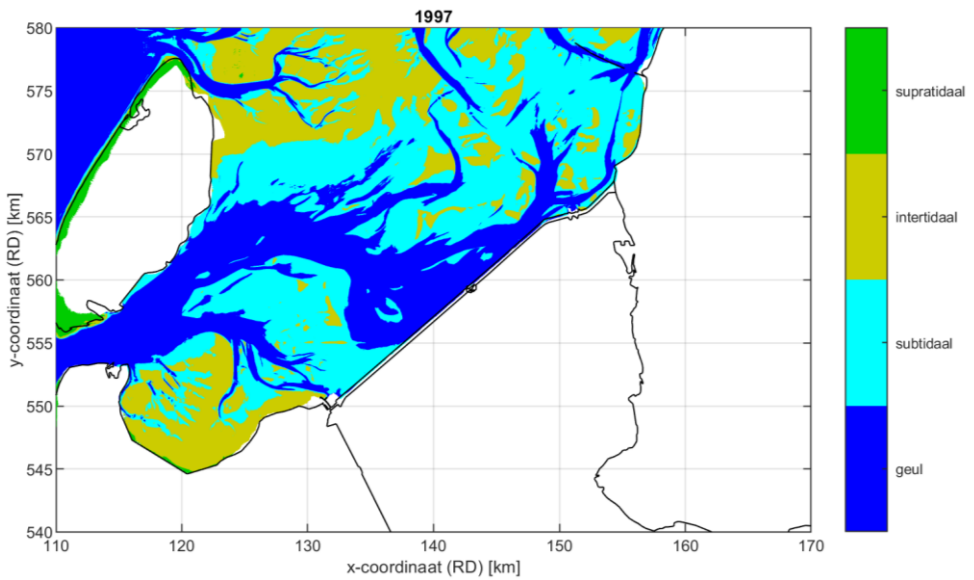 1997
580
575
570
565
560
555
550
545
540
y-coordinaat (RD) [km]
110
120
130
140
150
160
170
x-coordinaat (RD) [km]
supratidaal
intertidaal
subtidaal
geul